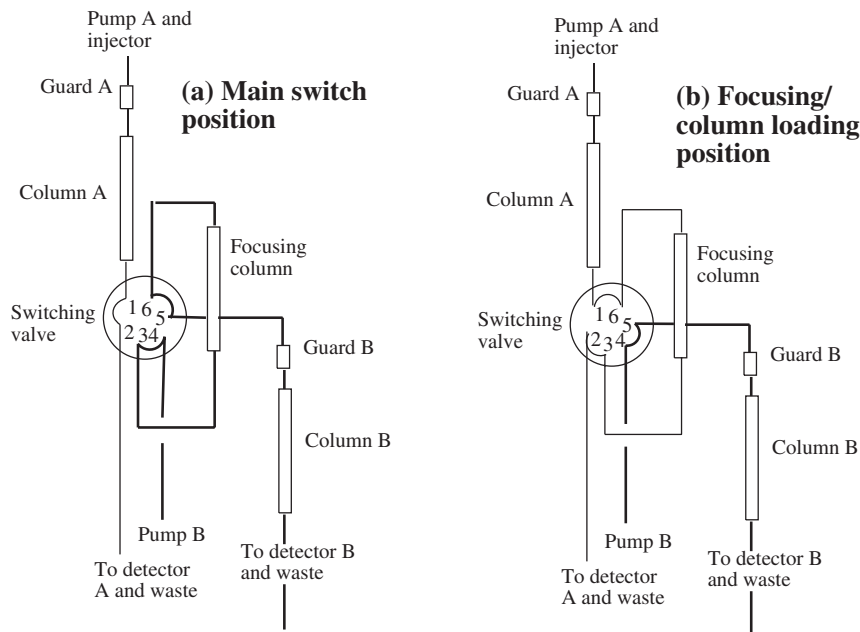 Pump A and
injector
Guard A
(a) Main switch
position
Column A
Focusing
column
Switching
valve
1 6
5
2 3 4
Guard B
Column B
Pump B
To detector
A and waste
To detector B
and waste
Pump A and
injector
Guard A
(b) Focusing/
column loading
position
Column A
Focusing
column
Switching
valve
1 6
5
2 3 4
Guard B
Column B
Pump B
To detector
A and waste
To detector B
and waste